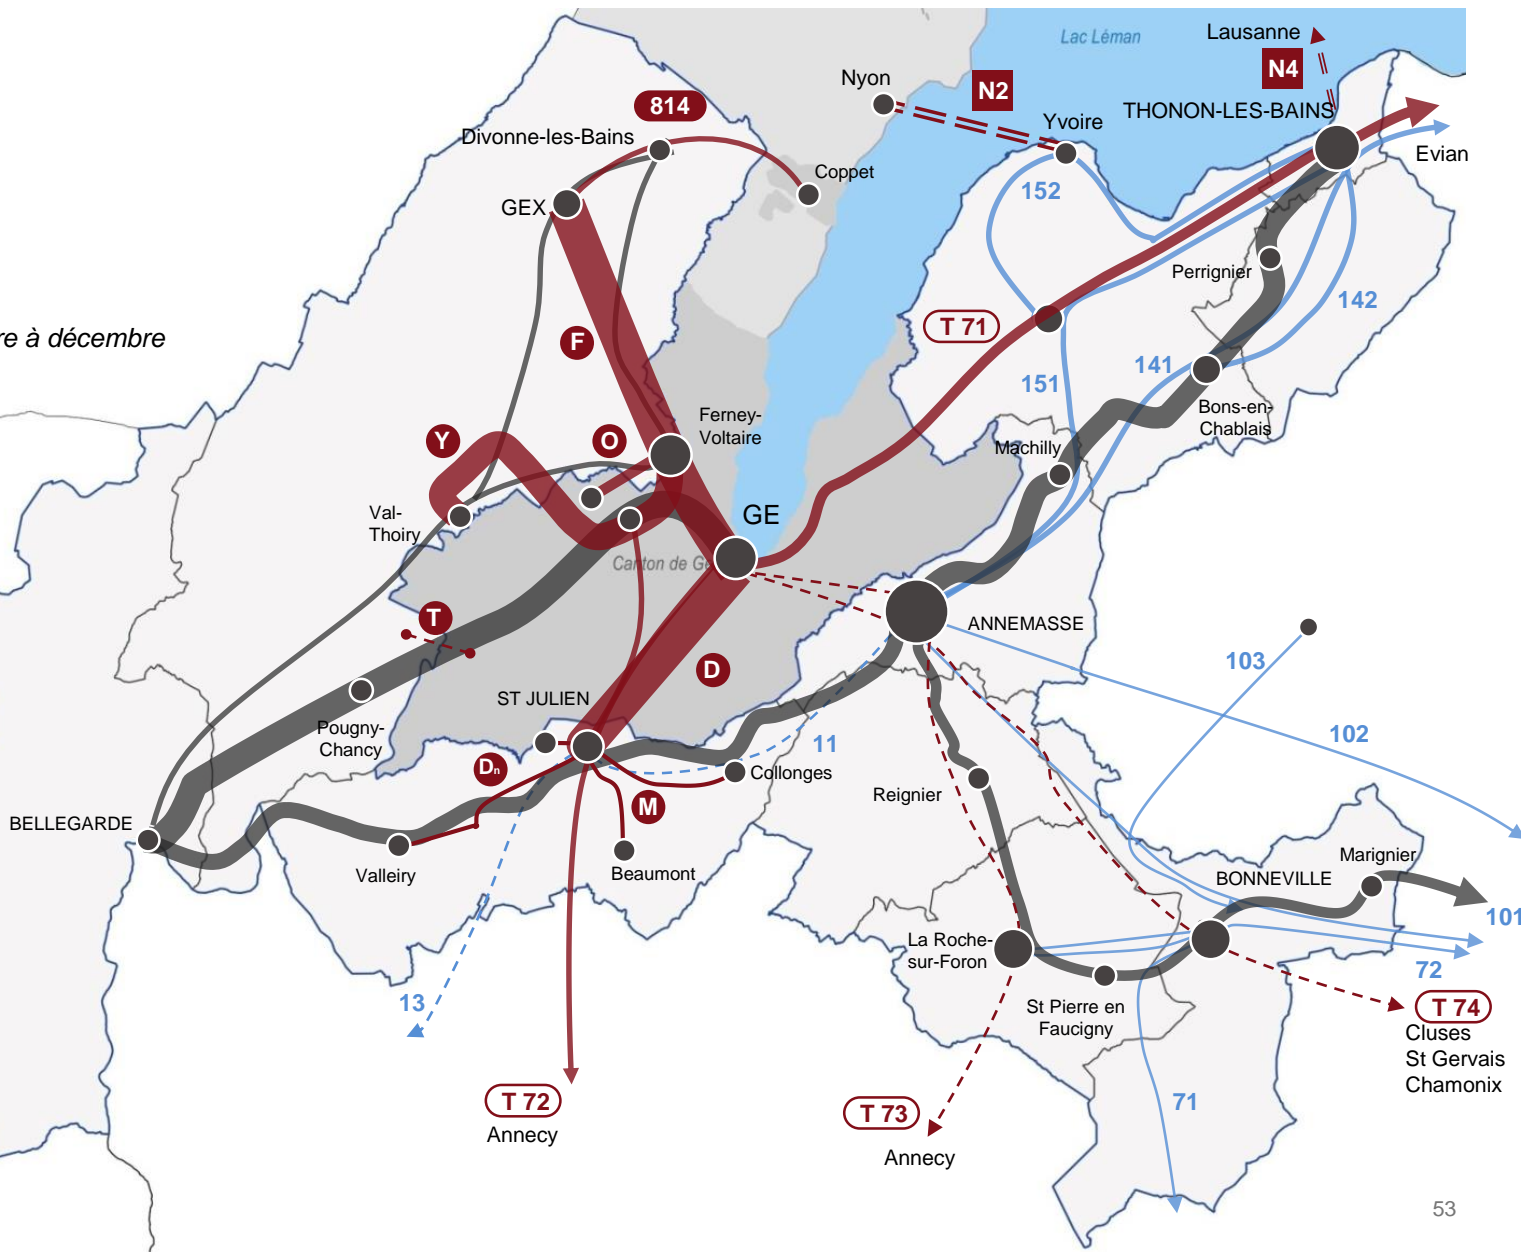 Lac Léman
Lausanne
N4
Nyon
N2
814
THONON-LES-BAINS
Yvoire
Divonne-les-Bains
Evian
Coppet
152
GEX
Perrignier
142
re à décembre
T 71
F
141
151
Bons-en-
Chablais
Ferney-
Voltaire
Y
O
Machilly
Val-
Thoiry
GE
Canton de Ge
T
ANNEMASSE
103
D
ST JULIEN
Pougny-
Chancy
102
11
Dn
Collonges
M
Reignier
BELLEGARDE
Marignier
BONNEVILLE
Valleiry
Beaumont
101
La Roche-
sur-Foron
72
13
St Pierre en
Faucigny
T 74
Cluses
St Gervais
Chamonix
T 72
Annecy
T 73
71
Annecy
53